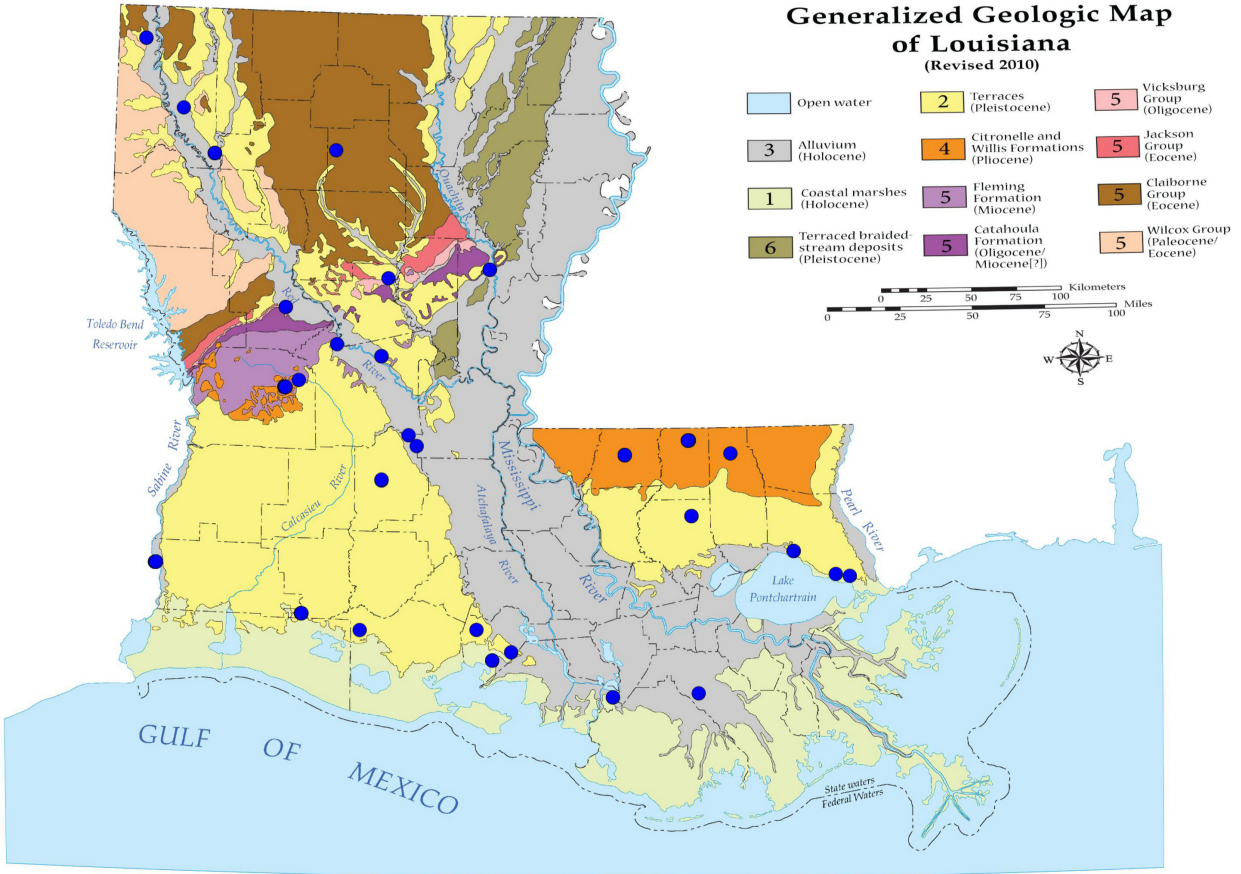 Generalized Geologic Map
of Louisiana
(Revised 2010)
Open water
3
Alluvium
(Holocene)
1
Coastal marshes
(Holocene)
6
Terraced braided-
stream deposits
(Pleistocene)
2
Terraces
(Pleistocene)
4
Citronelle and
Willis Formations
(Pliocene)
5
Fleming
Formation
(Miocene)
5
Catahoula
Formation
(Oligocene/
Miocene[?])
5
Vicksburg
Group
(Oligocene)
5
Jackson
Group
(Eocene)
5
Claiborne
Group
(Eocene)
5
Wilcox Group
(Paleocene/
Eocene)
0 25 50 75 100 Kilometers
0 25 50 75 100 Miles
N
W E
S
Ouachita R.
Red
River
Toledo Bend
Reservoir
Sabine River
Calcasieu River
Mississippi
River
Atchafalaya
River
Pearl River
Lake
Pontchartrain
GULF OF MEXICO
State waters
Federal Waters